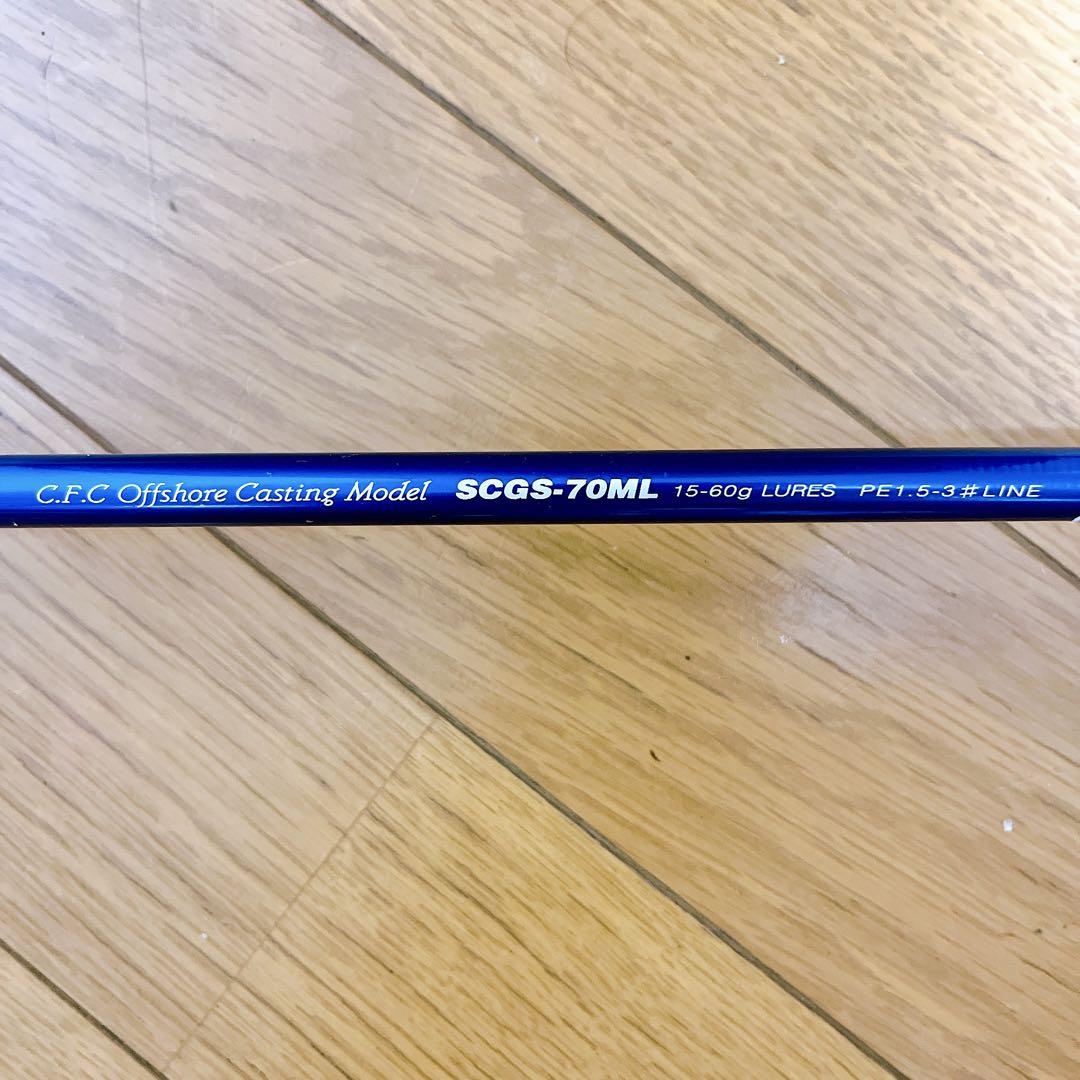 C.F.C Offshore Casting Model SCGS-70ML 15-60g LURES PE1.5-3#LINE